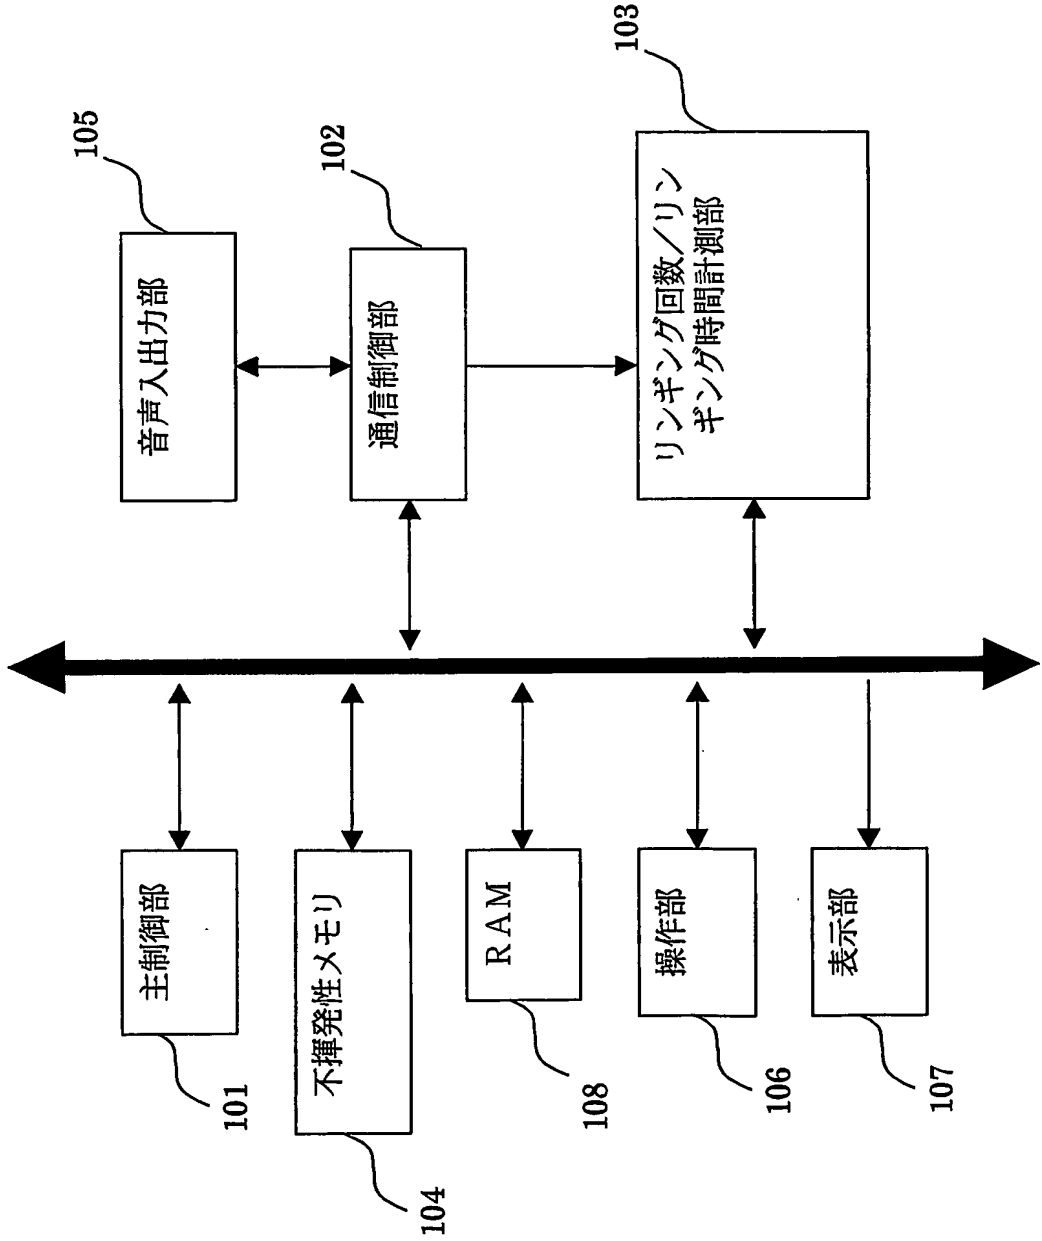 101
主制御部
104
不揮発性メモリ
108
RAM
106
操作部
107
表示部
105
音声入出力部
102
通信制御部
103
リンギング回数/リン
ギング時間計測部